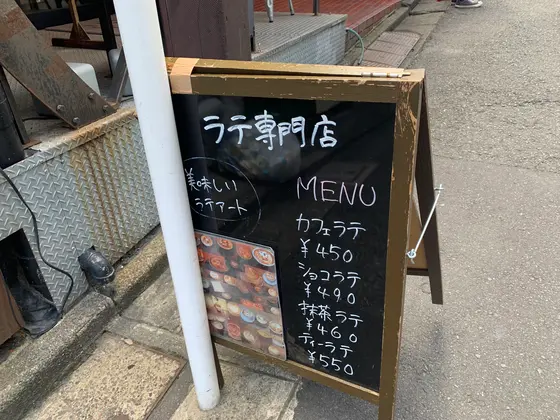 ラテ専門店
美味しい
ラテアート
MENU
カフェラテ
¥450
ショコラテ
¥490
抹茶ラテ
¥460
ティーラテ
¥550